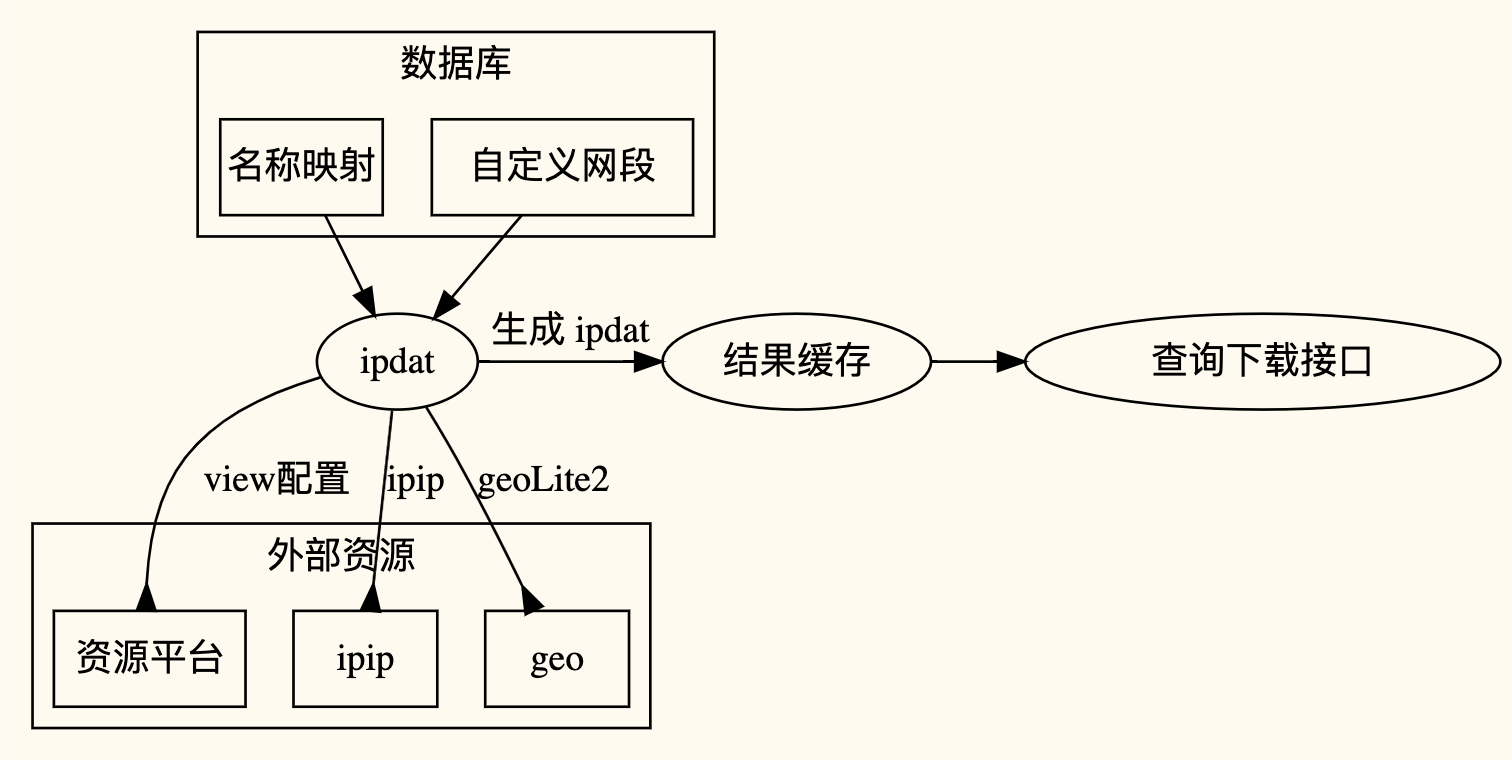 数据库
名称映射
自定义网段
生成 ipdat
ipdat
结果缓存
查询下载接口
view配置
ipip
geoLite2
外部资源
资源平台
ipip
geo